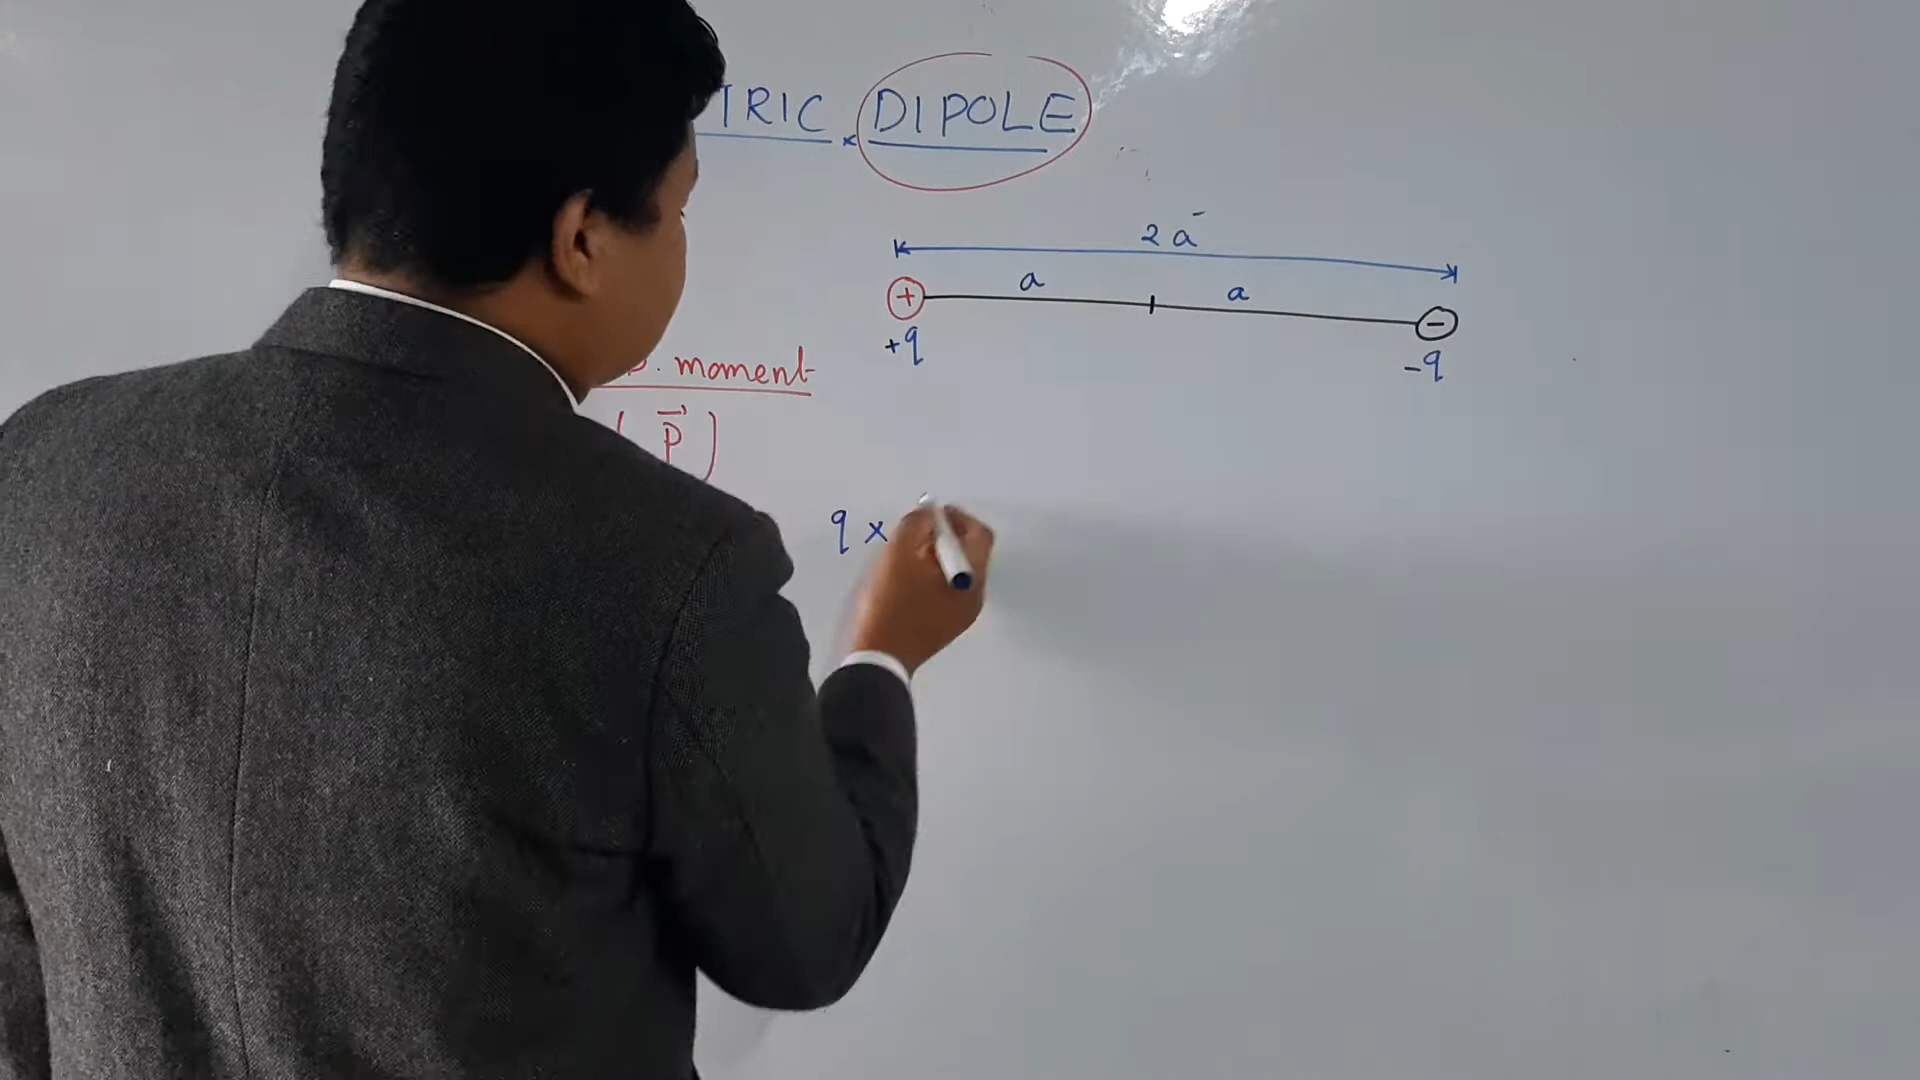 TRIC DIPOLE
2a
a a
+ -
+q -q
D. moment
(p⃗)
q ×